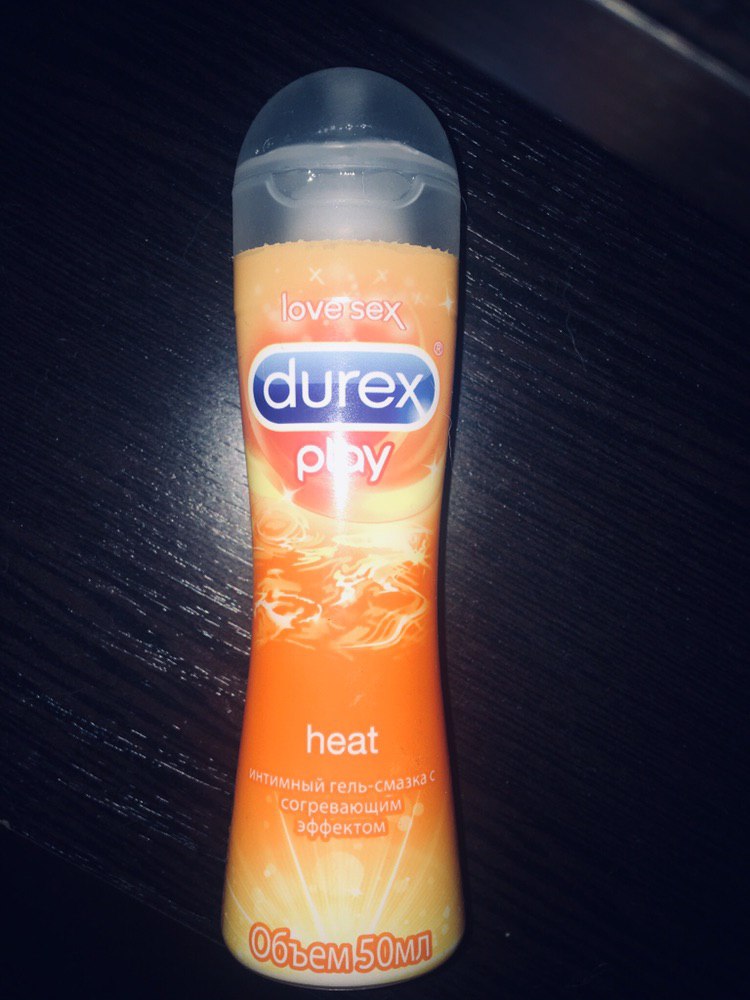 love sex
durex®
play
heat
интимный гель-смазка с
согревающим
эффектом
Объем 50мл